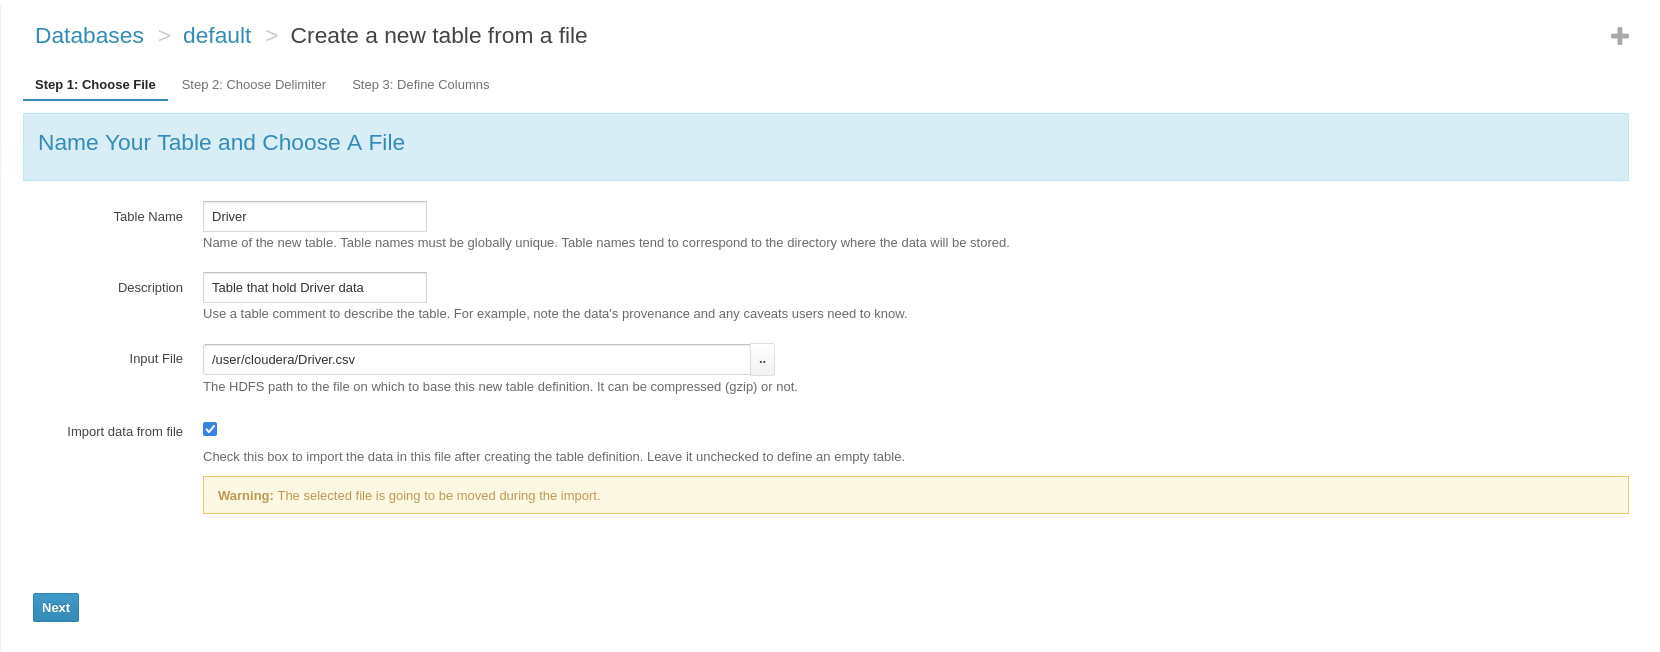 Databases > default > Create a new table from a file
Step 1: Choose File Step 2: Choose Delimiter Step 3: Define Columns
Name Your Table and Choose A File
Table Name Driver
Name of the new table. Table names must be globally unique. Table names tend to correspond to the directory where the data will be stored.
Description Table that hold Driver data
Use a table comment to describe the table. For example, note the data's provenance and any caveats users need to know.
Input File /user/cloudera/Driver.csv ..
The HDFS path to the file on which to base this new table definition. It can be compressed (gzip) or not.
Import data from file
Check this box to import the data in this file after creating the table definition. Leave it unchecked to define an empty table.
Warning: The selected file is going to be moved during the import.
Next